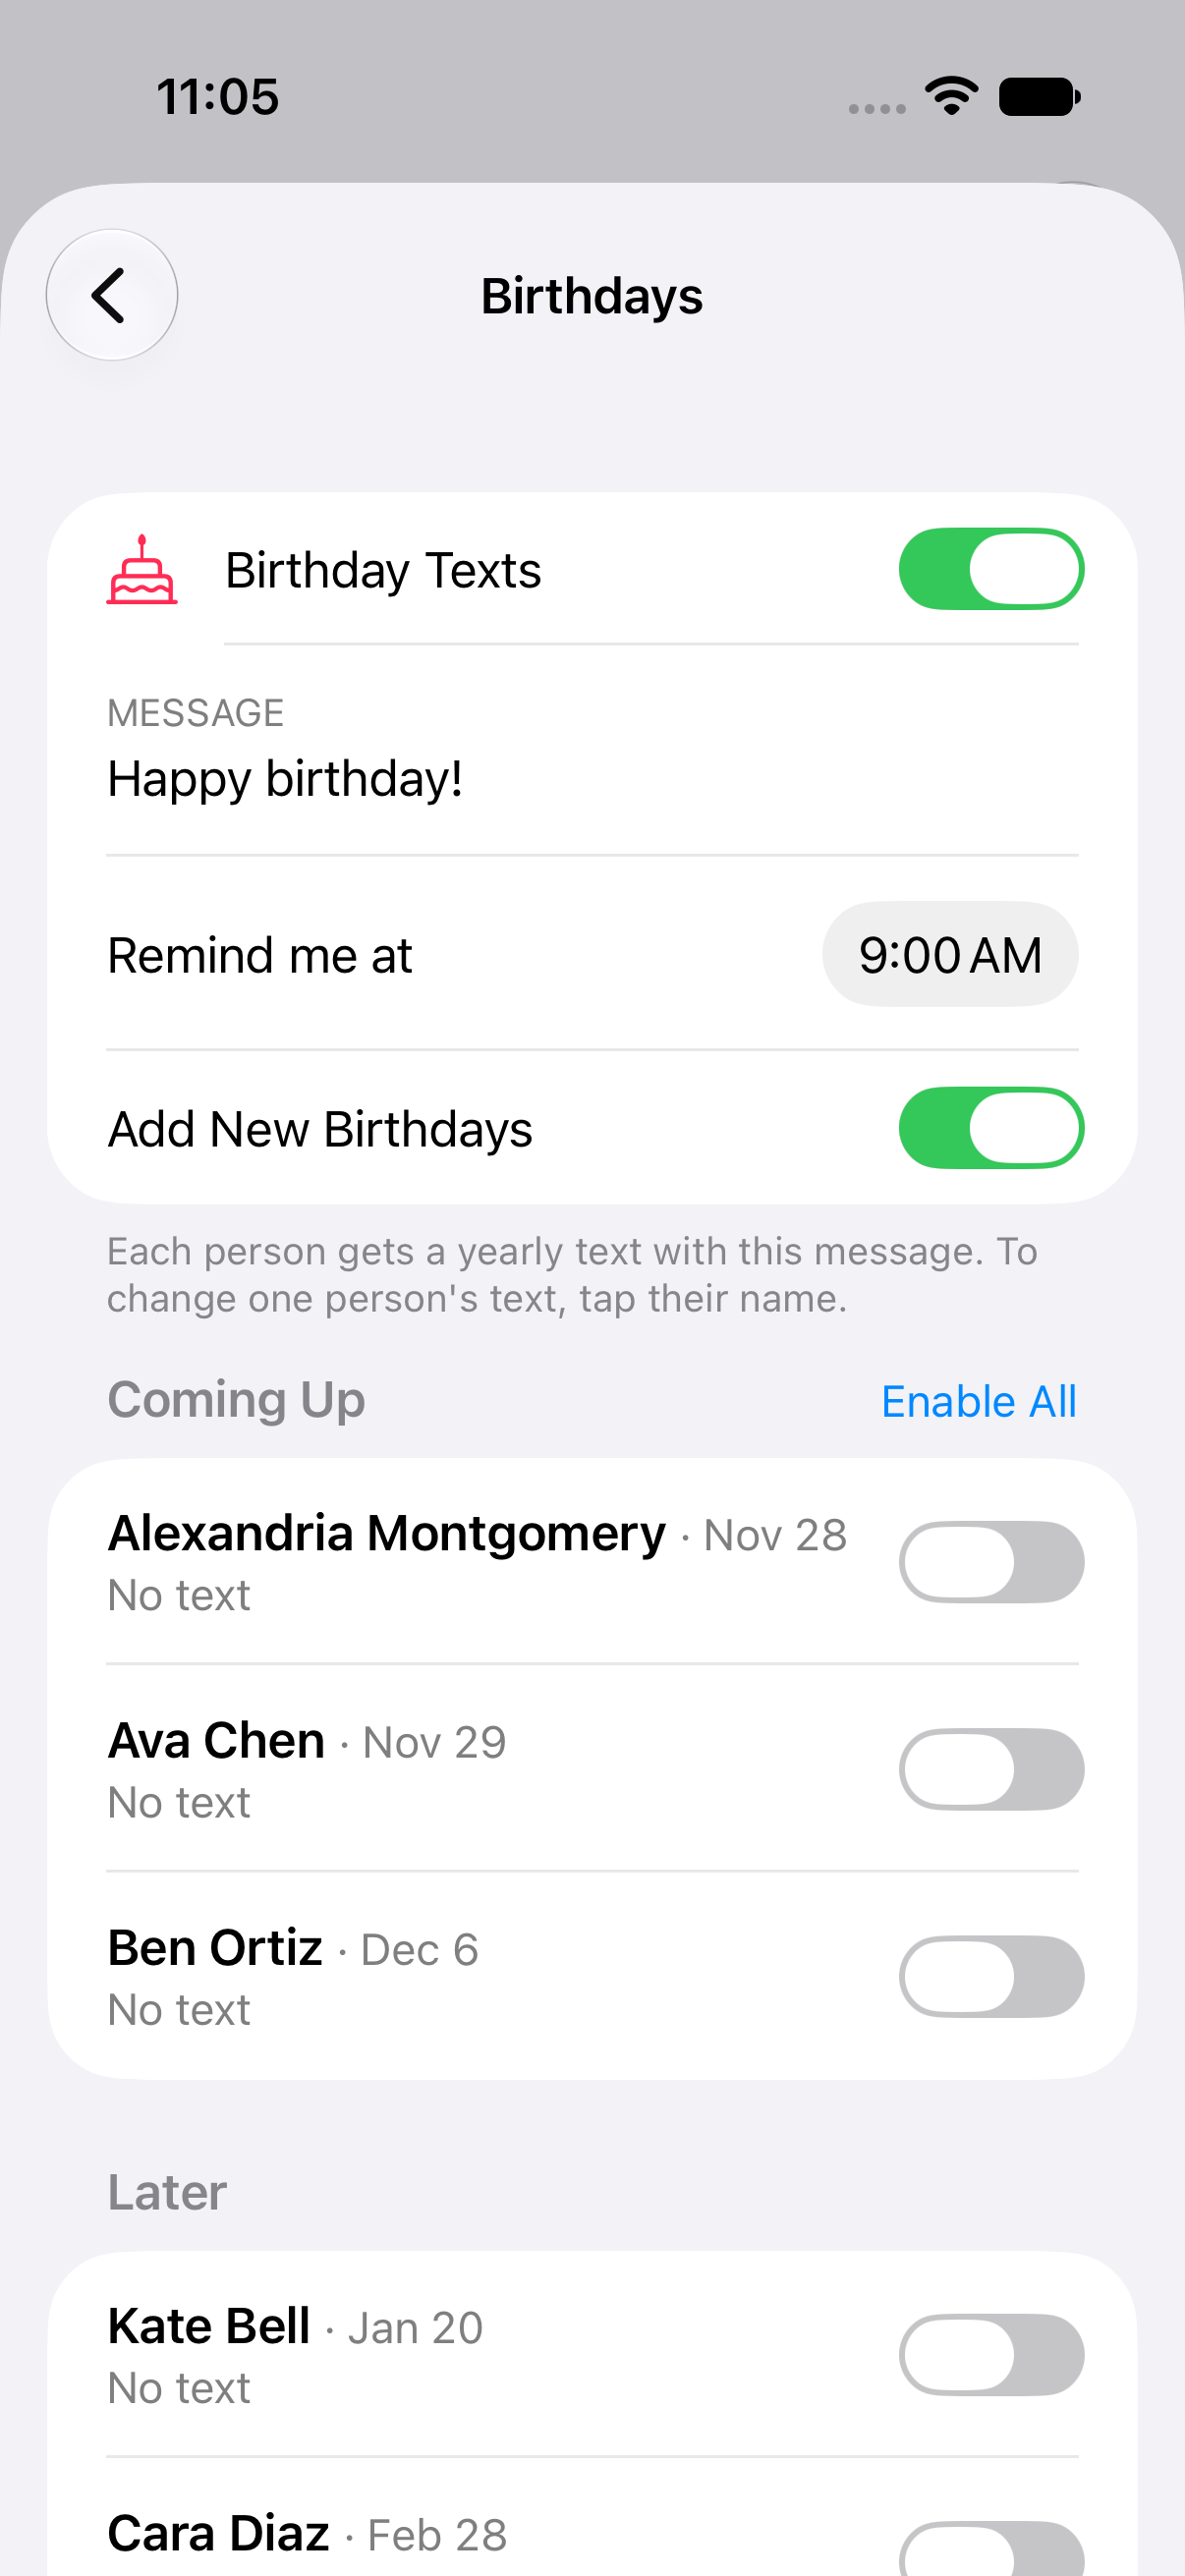 11:05
Birthdays
Birthday Texts
MESSAGE
Happy birthday!
Remind me at
9:00 AM
Add New Birthdays
Each person gets a yearly text with this message. To
change one person's text, tap their name.
Coming Up
Enable All
Alexandria Montgomery · Nov 28
No text
Ava Chen · Nov 29
No text
Ben Ortiz · Dec 6
No text
Later
Kate Bell · Jan 20
No text
Cara Diaz · Feb 28